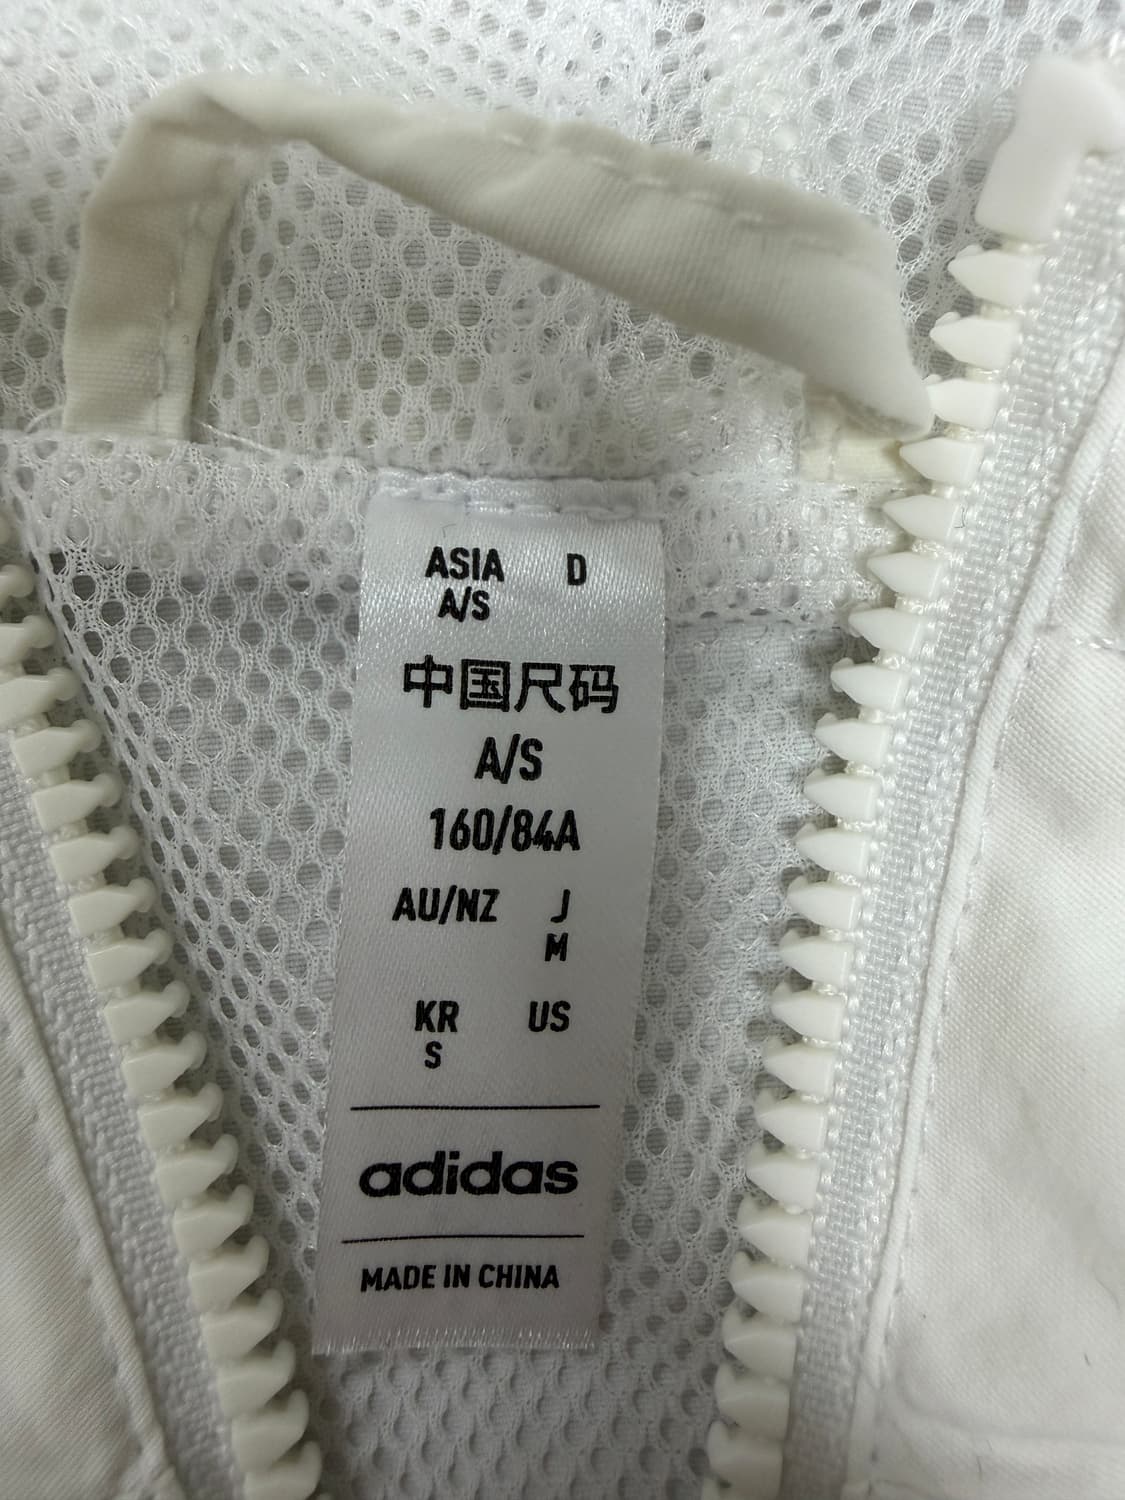 ASIA D
A/S
中国尺码
A/S
160/84A
AU/NZ J
M
KR US
S
adidas
MADE IN CHINA